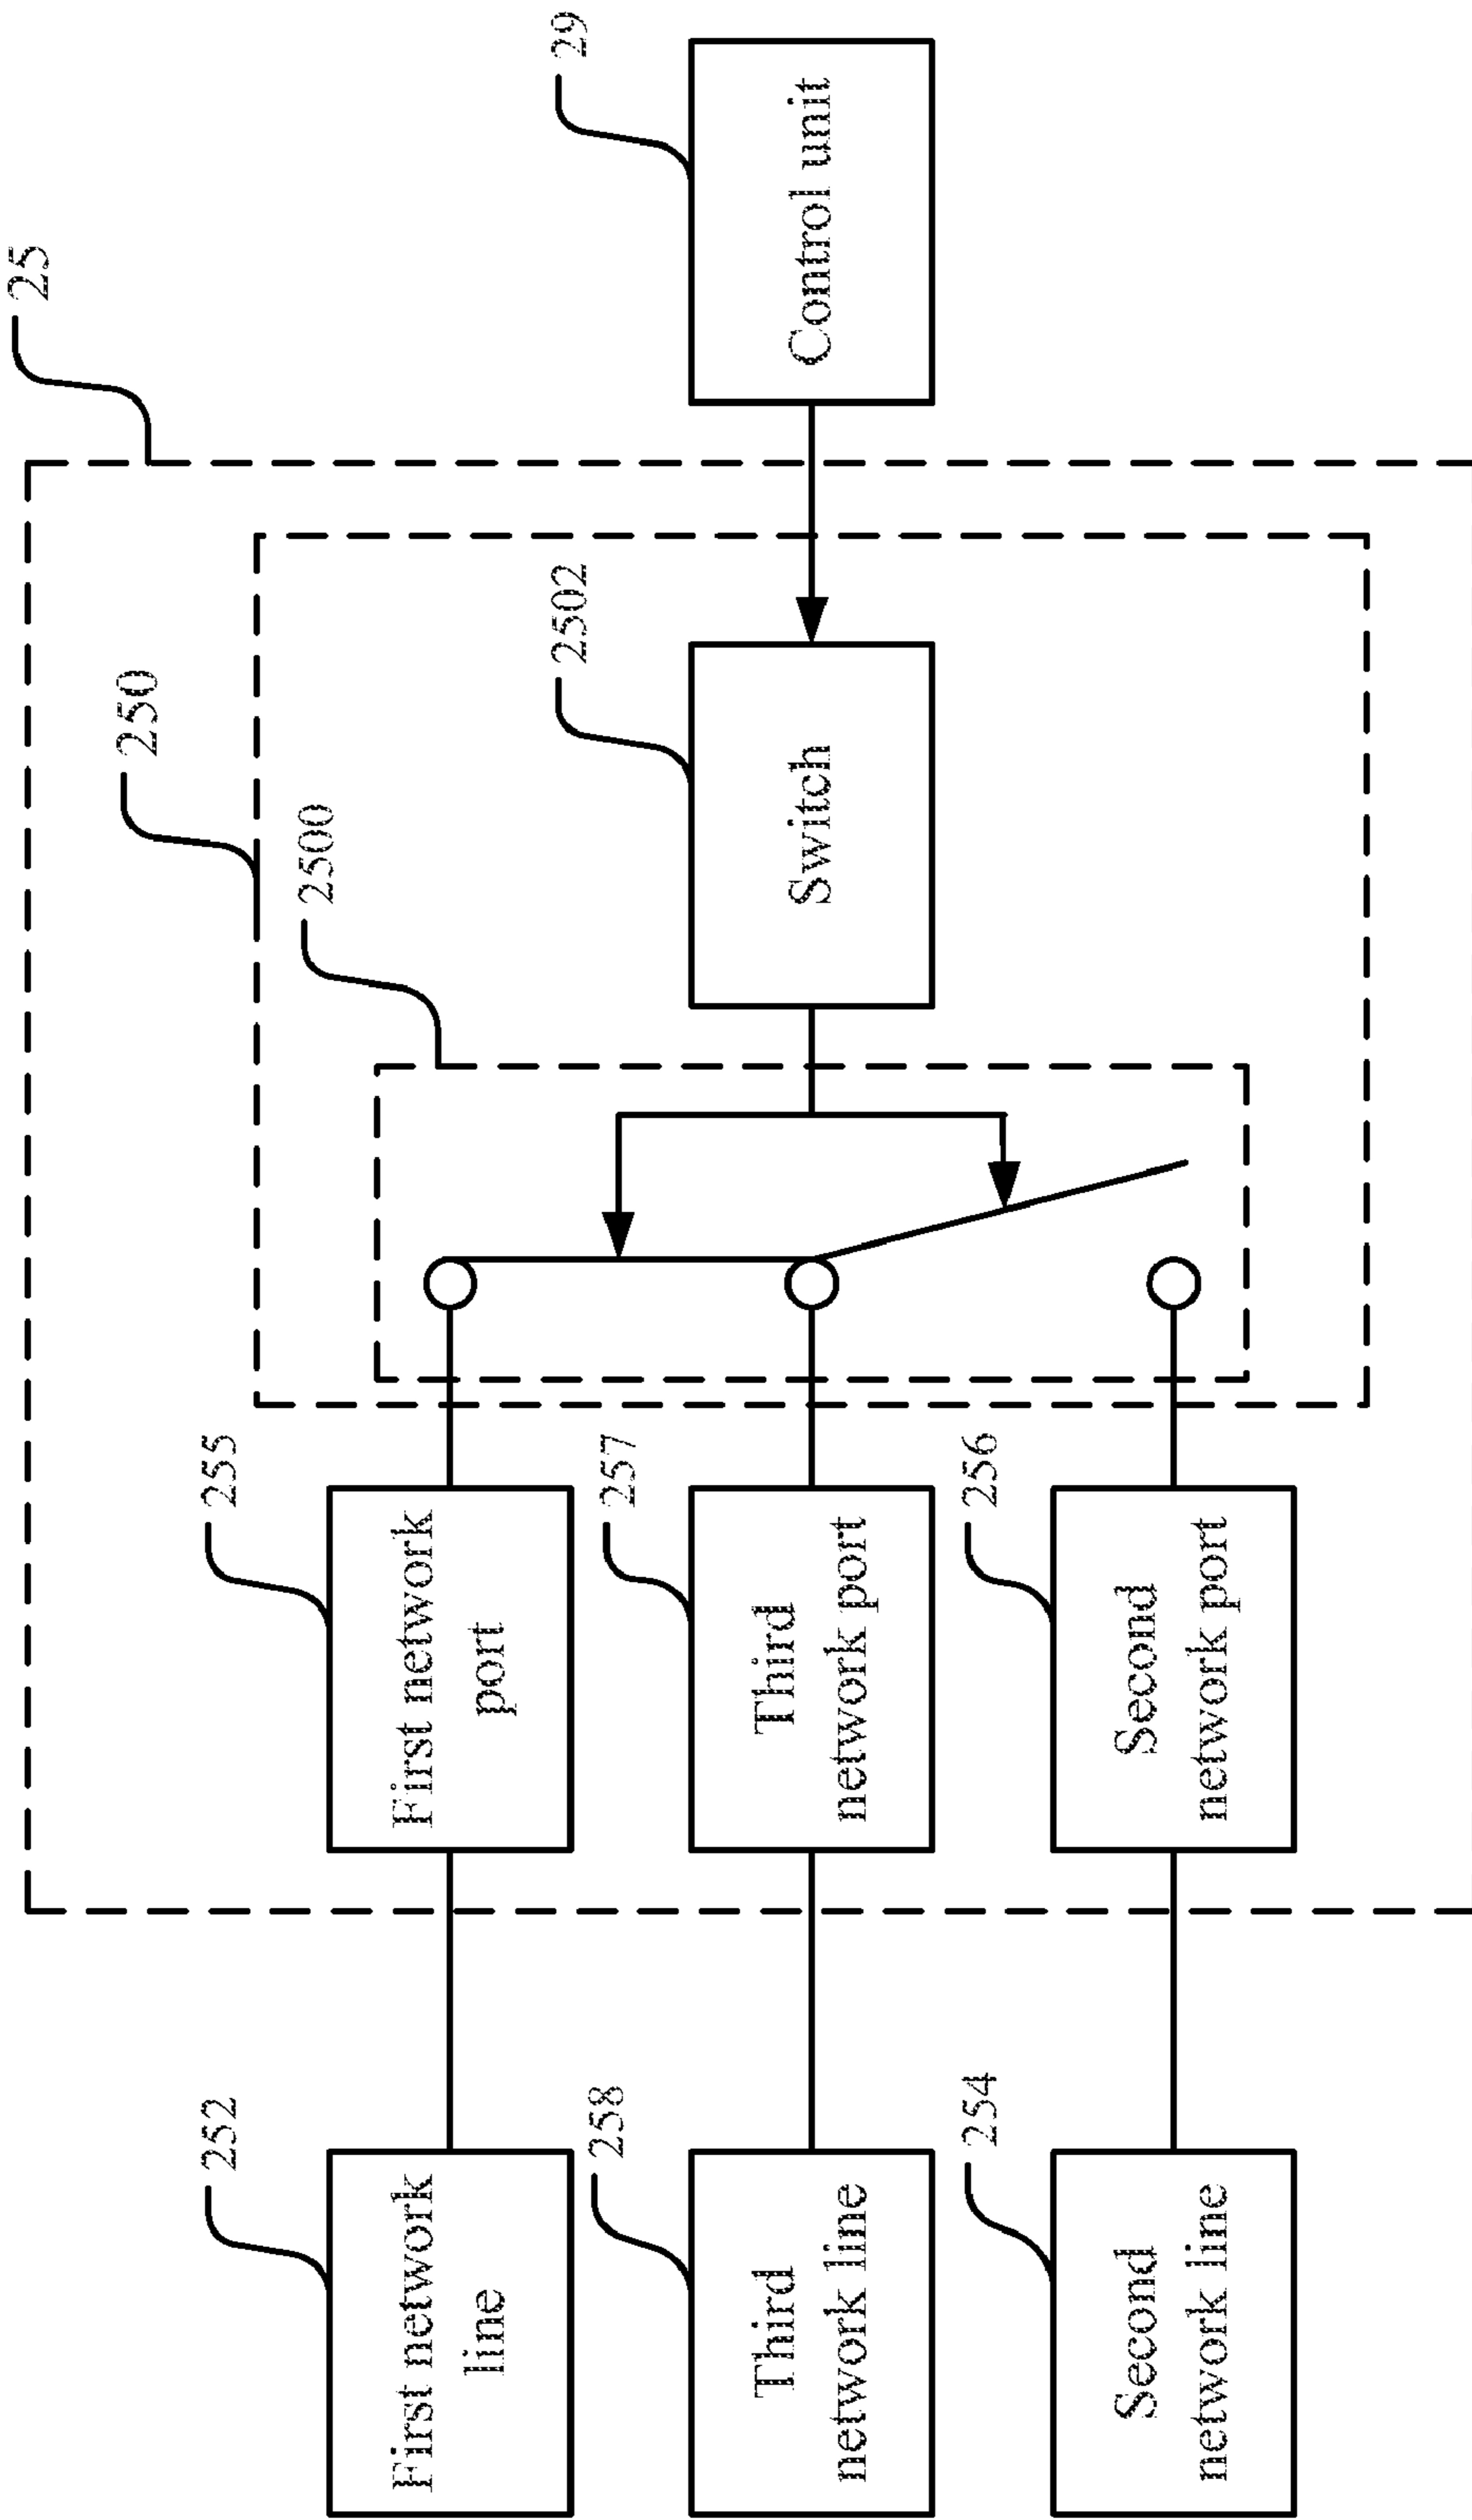 25
250
2500
252
First network
line
255
First network
port
258
Third
network line
257
Third
network port
2502
Switch
29
Control unit
254
Second
network line
256
Second
network port